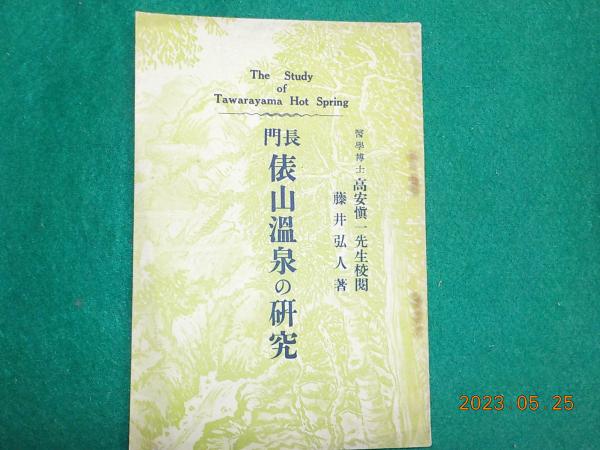 The Study
of
Tawarayama Hot Spring
長門
俵山溫泉の研究
醫學博士 高安愼一先生校閱
藤井弘人著
2023.05.25